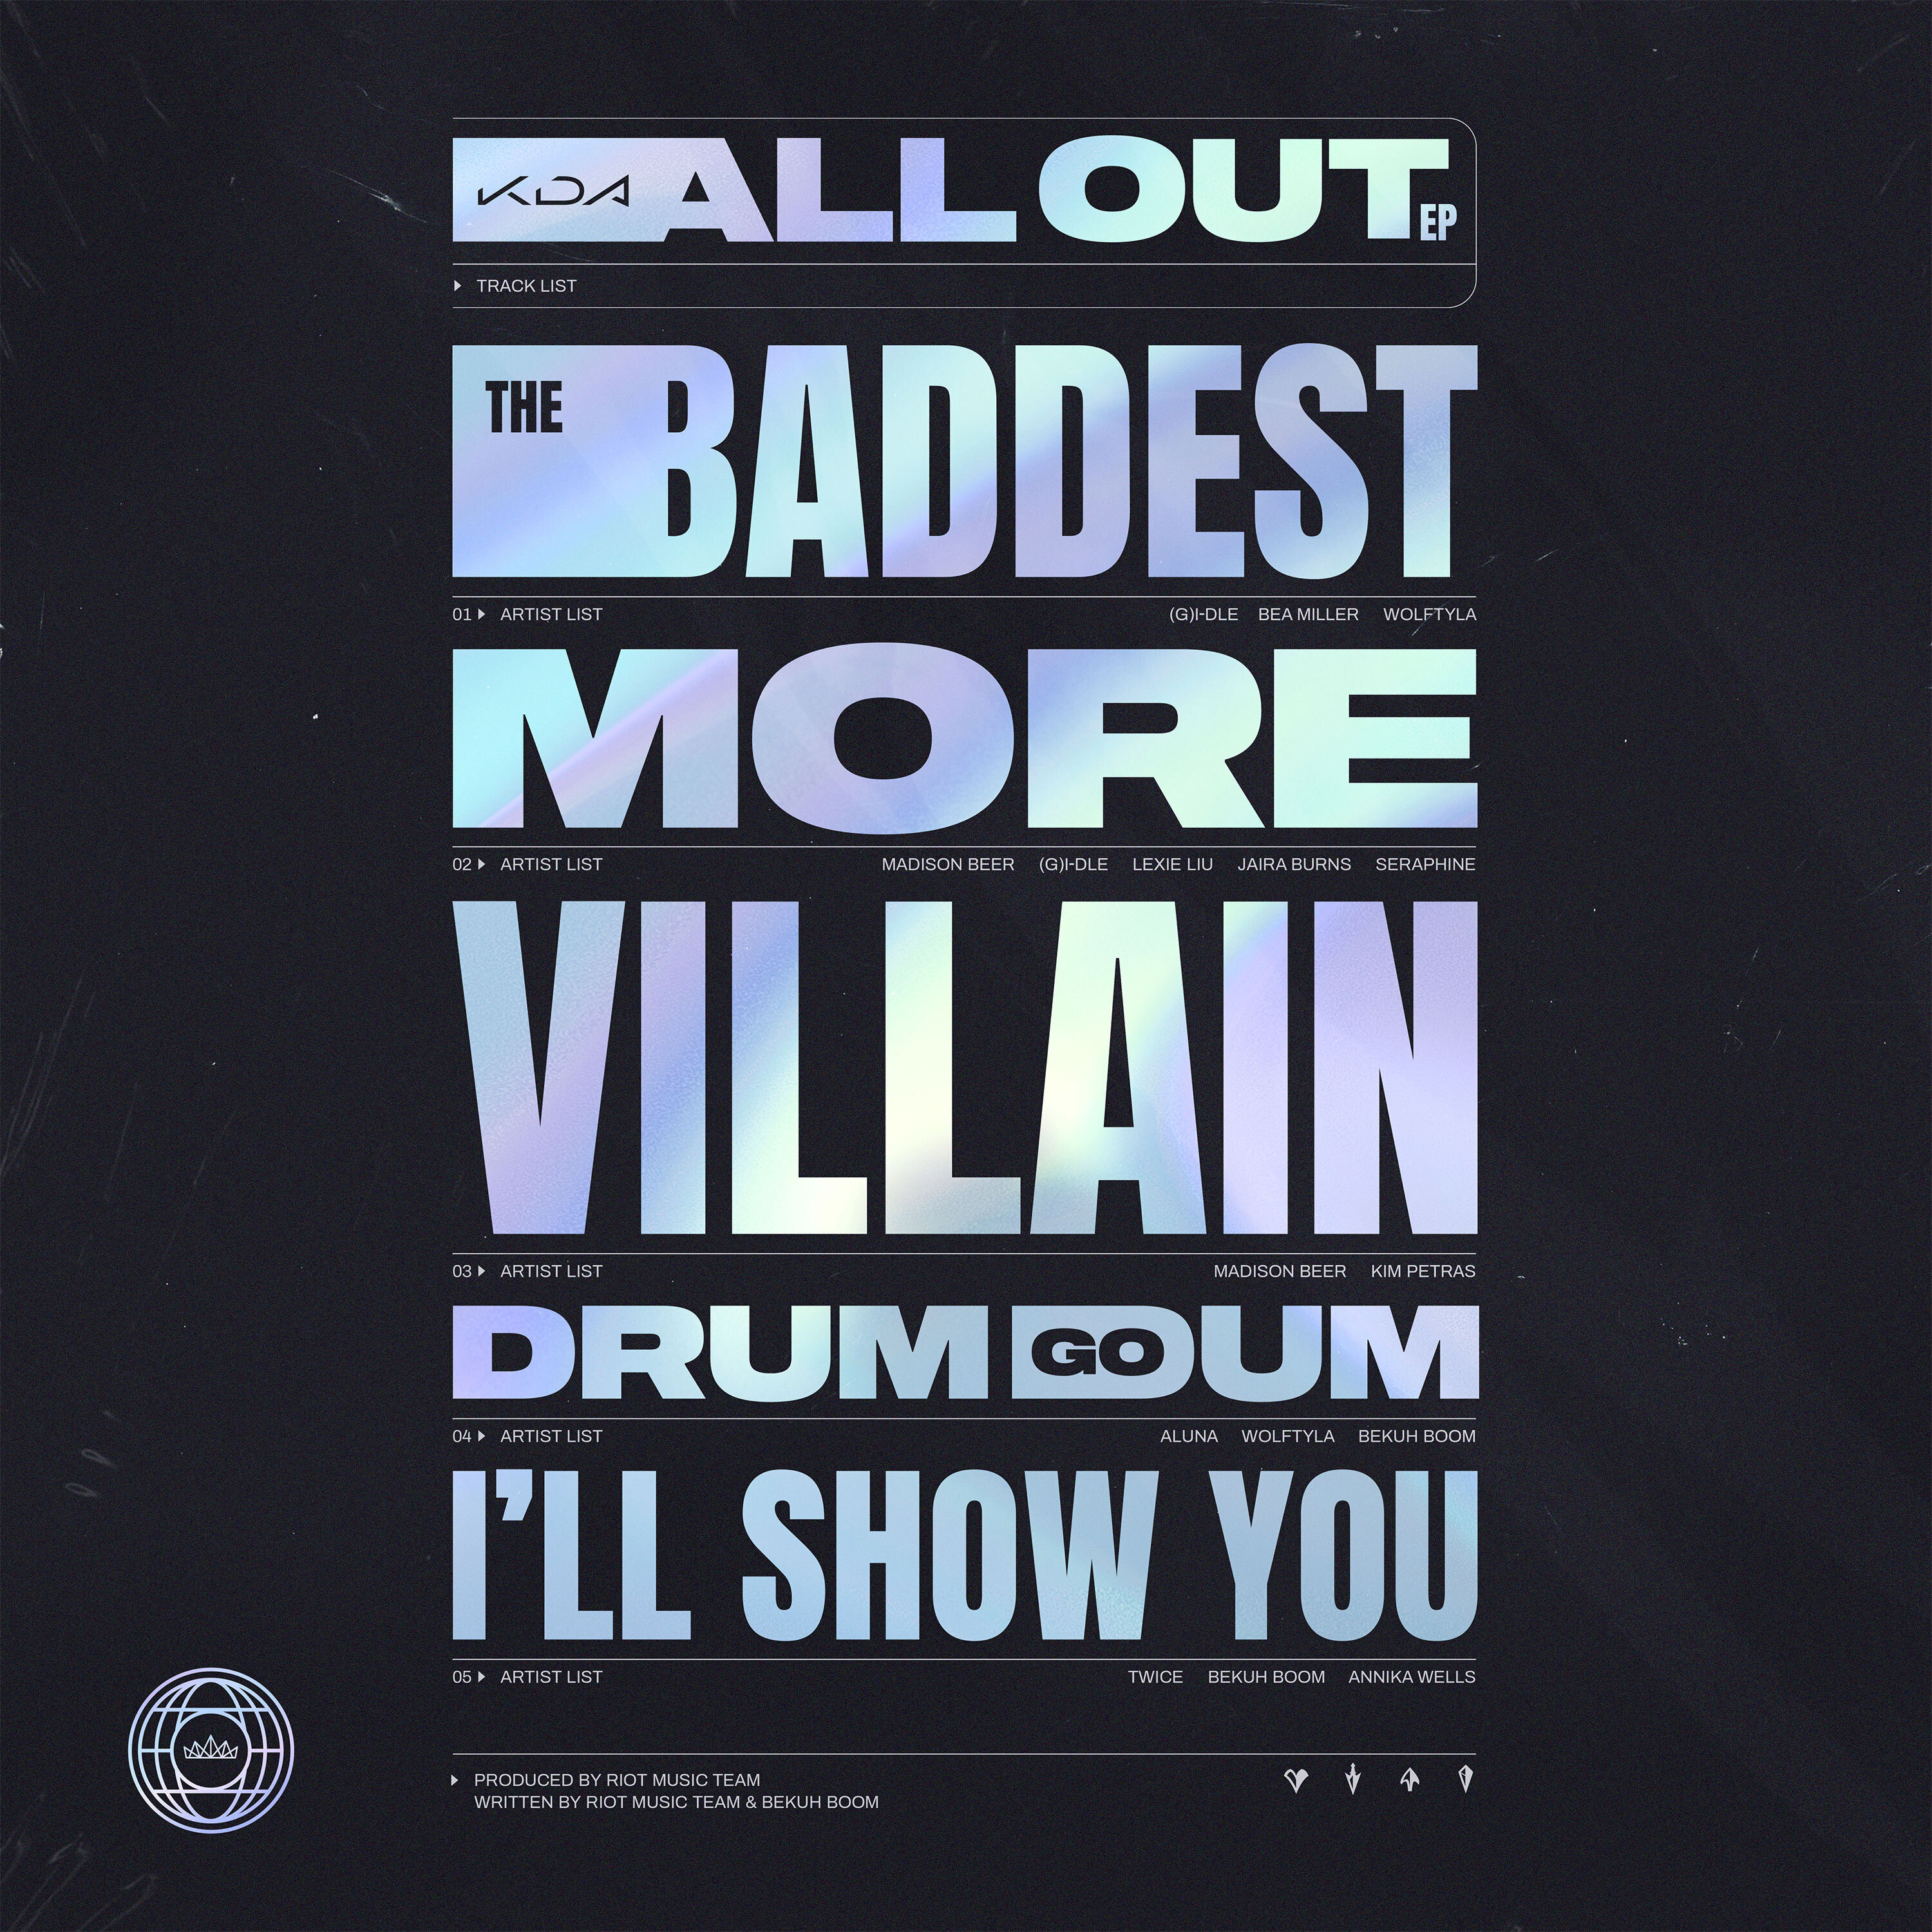 KDA ALL OUT EP
TRACK LIST
THE BADDEST
01 ARTIST LIST (G)I-DLE BEA MILLER WOLFTYLA
MORE
02 ARTIST LIST MADISON BEER (G)I-DLE LEXIE LIU JAIRA BURNS SERAPHINE
VILLAIN
03 ARTIST LIST MADISON BEER KIM PETRAS
DRUM GO DUM
04 ARTIST LIST ALUNA WOLFTYLA BEKUH BOOM
I’LL SHOW YOU
05 ARTIST LIST TWICE BEKUH BOOM ANNIKA WELLS
PRODUCED BY RIOT MUSIC TEAM
WRITTEN BY RIOT MUSIC TEAM & BEKUH BOOM